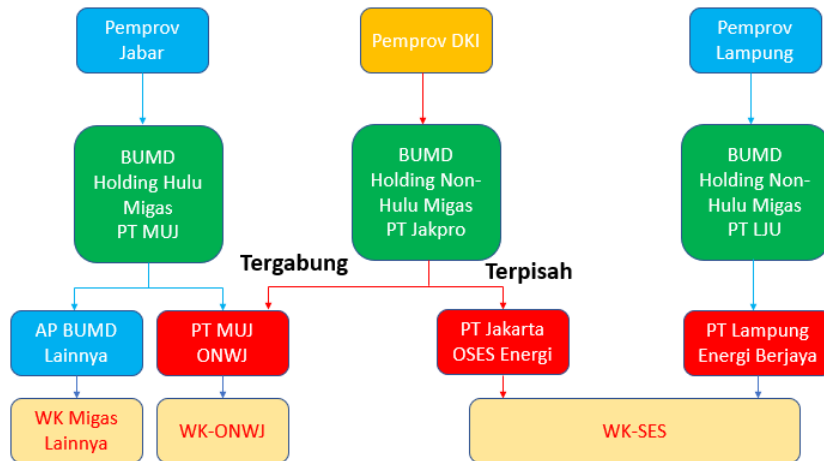 Pemprov
Jabar
Pemprov DKI
Pemprov
Lampung
BUMD
Holding Hulu
Migas
PT MUJ
BUMD
Holding Non-
Hulu Migas
PT Jakpro
BUMD
Holding Non-
Hulu Migas
PT LJU
Tergabung
Terpisah
AP BUMD
Lainnya
PT MUJ
ONWJ
PT Jakarta
OSES Energi
PT Lampung
Energi Berjaya
WK Migas
Lainnya
WK-ONWJ
WK-SES